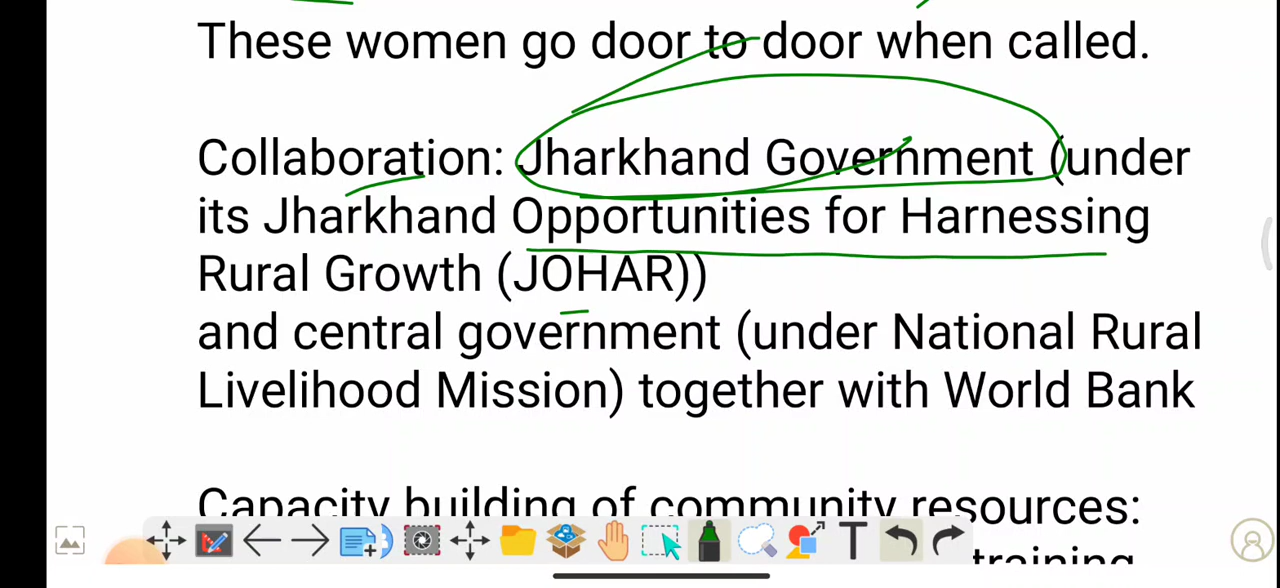 These women go door to door when called.
Collaboration: Jharkhand Government (under
its Jharkhand Opportunities for Harnessing
Rural Growth (JOHAR))
and central government (under National Rural
Livelihood Mission) together with World Bank
Capacity building of community resources:
training
T